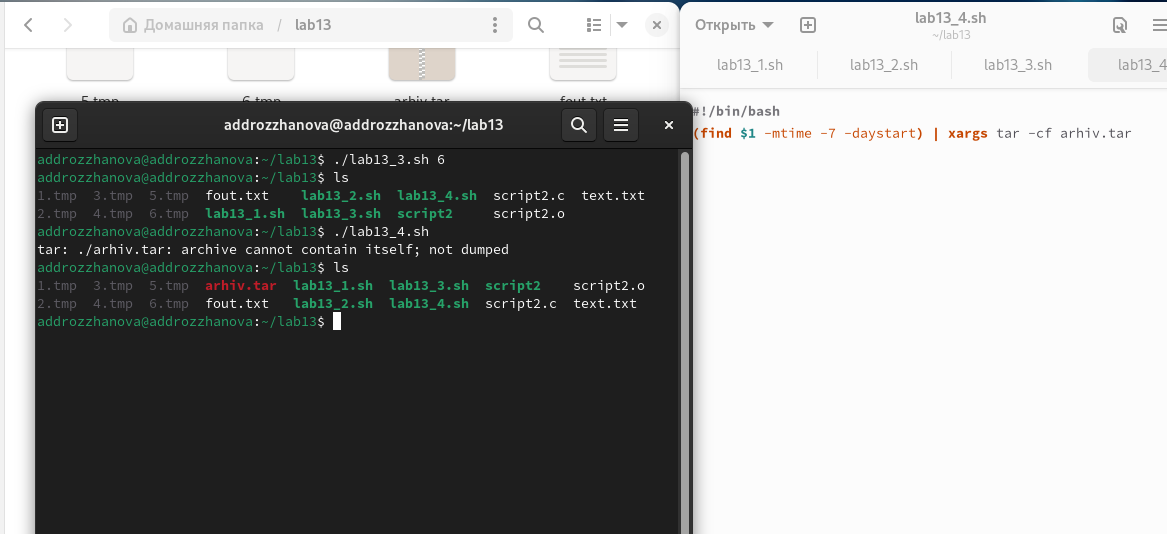 Домашняя папка / lab13
Открыть
lab13_4.sh
~/lab13
lab13_1.sh lab13_2.sh lab13_3.sh lab13_4
5.tmp 6.tmp arhiv.tar fout.txt
#!/bin/bash
(find $1 -mtime -7 -daystart) | xargs tar -cf arhiv.tar
addrozzhanova@addrozzhanova:~/lab13
addrozzhanova@addrozzhanova:~/lab13$ ./lab13_3.sh 6
addrozzhanova@addrozzhanova:~/lab13$ ls
1.tmp 3.tmp 5.tmp fout.txt lab13_2.sh lab13_4.sh script2.c text.txt
2.tmp 4.tmp 6.tmp lab13_1.sh lab13_3.sh script2 script2.o
addrozzhanova@addrozzhanova:~/lab13$ ./lab13_4.sh
tar: ./arhiv.tar: archive cannot contain itself; not dumped
addrozzhanova@addrozzhanova:~/lab13$ ls
1.tmp 3.tmp 5.tmp arhiv.tar lab13_1.sh lab13_3.sh script2 script2.o
2.tmp 4.tmp 6.tmp fout.txt lab13_2.sh lab13_4.sh script2.c text.txt
addrozzhanova@addrozzhanova:~/lab13$